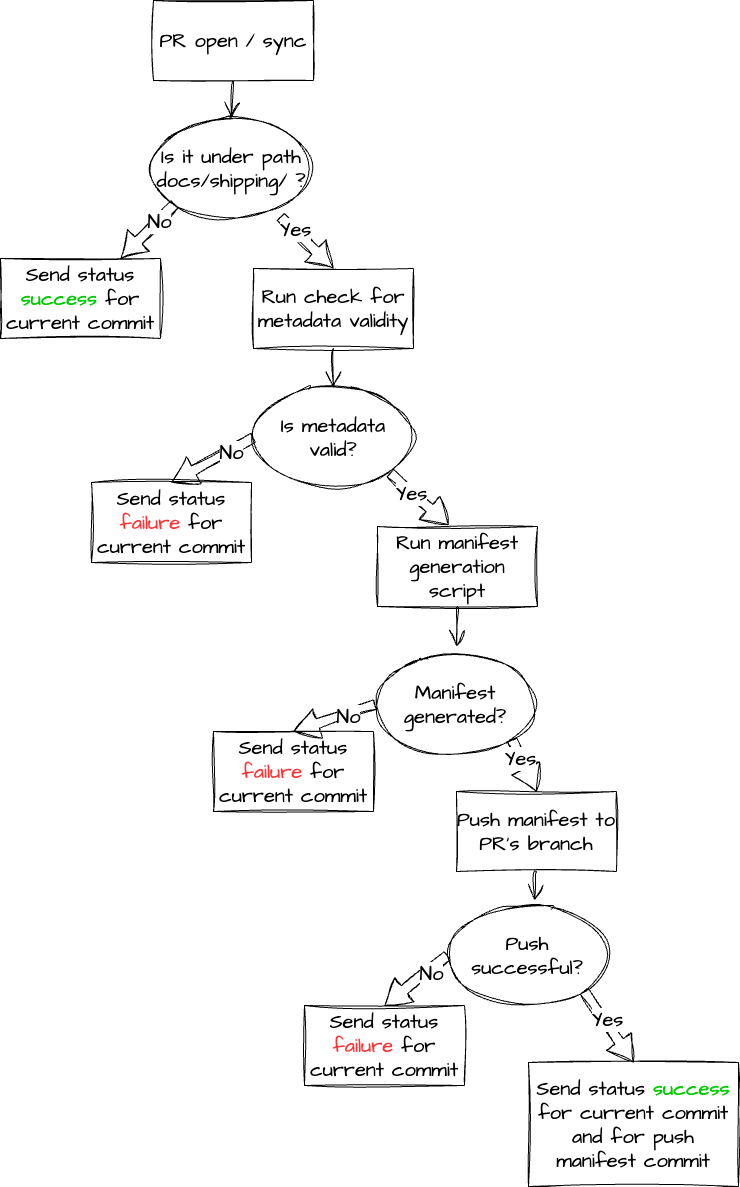 PR open / sync
Is it under path
docs/shipping/ ?
No
Yes
Send status
success for
current commit
Run check for
metadata validity
Is metadata
valid?
No
Yes
Send status
failure for
current commit
Run manifest
generation
script
Manifest
generated?
No
Yes
Send status
failure for
current commit
Push manifest to
PR's branch
Push
successful?
No
Yes
Send status
failure for
current commit
Send status success
for current commit
and for push
manifest commit